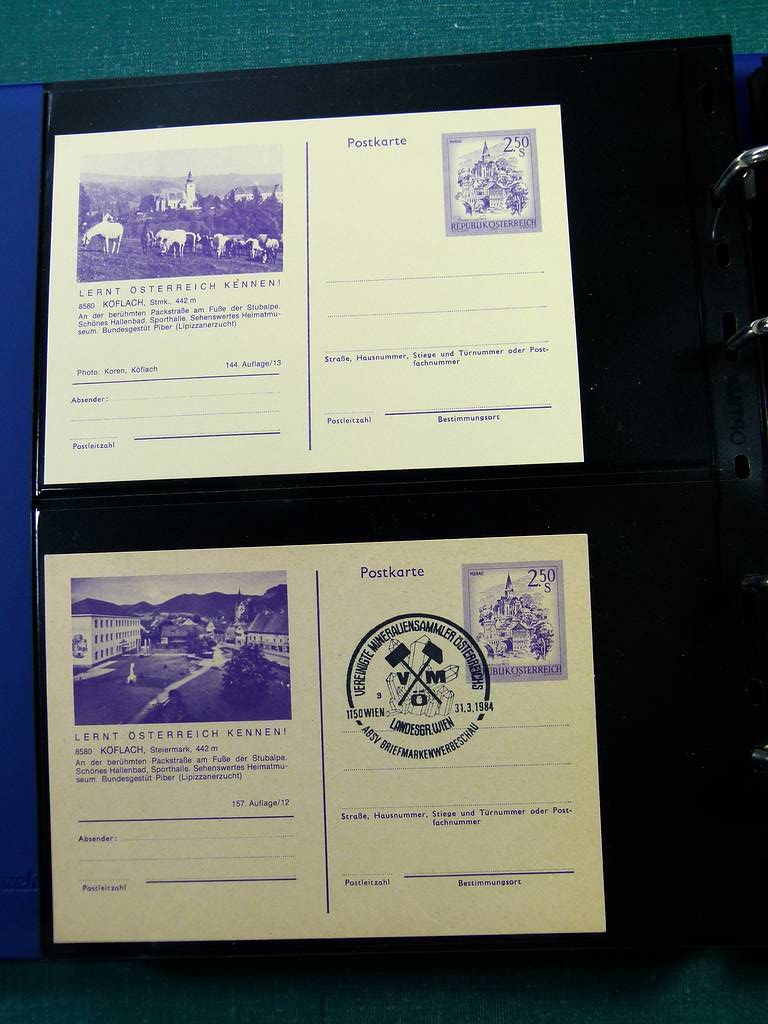 Postkarte
MURAU
2.50
S
REPUBLIK ÖSTERREICH
LERNT ÖSTERREICH KENNEN!
8580 KÖFLACH, Stmk., 442 m
An der berühmten Packstraße am Fuße der Stubalpe.
Schönes Hallenbad, Sporthalle. Sehenswertes Heimatmu-
seum. Bundesgestüt Piber (Lipizzanerzucht)
Photo: Koren, Köflach 144. Auflage/13
Absender:
Postleitzahl
Straße, Hausnummer, Stiege und Türnummer oder Post-
fachnummer
Postleitzahl Bestimmungsort
Postkarte
MURAU
2.50
S
REPUBLIK ÖSTERREICH
VEREINIGTE MINERALIENSAMMLER ÖSTERREICHS
V M
Ö
3
1150 WIEN 31.3.1984
LANDESGR. WIEN
ABSV BRIEFMARKENWERBESCHAU
LERNT ÖSTERREICH KENNEN!
8580 KÖFLACH, Steiermark, 442 m
An der berühmten Packstraße am Fuße der Stubalpe.
Schönes Hallenbad, Sporthalle. Sehenswertes Heimatmu-
seum. Bundesgestüt Piber (Lipizzanerzucht)
157. Auflage/12
Absender:
Postleitzahl
Straße, Hausnummer, Stiege und Türnummer oder Post-
fachnummer
Postleitzahl Bestimmungsort